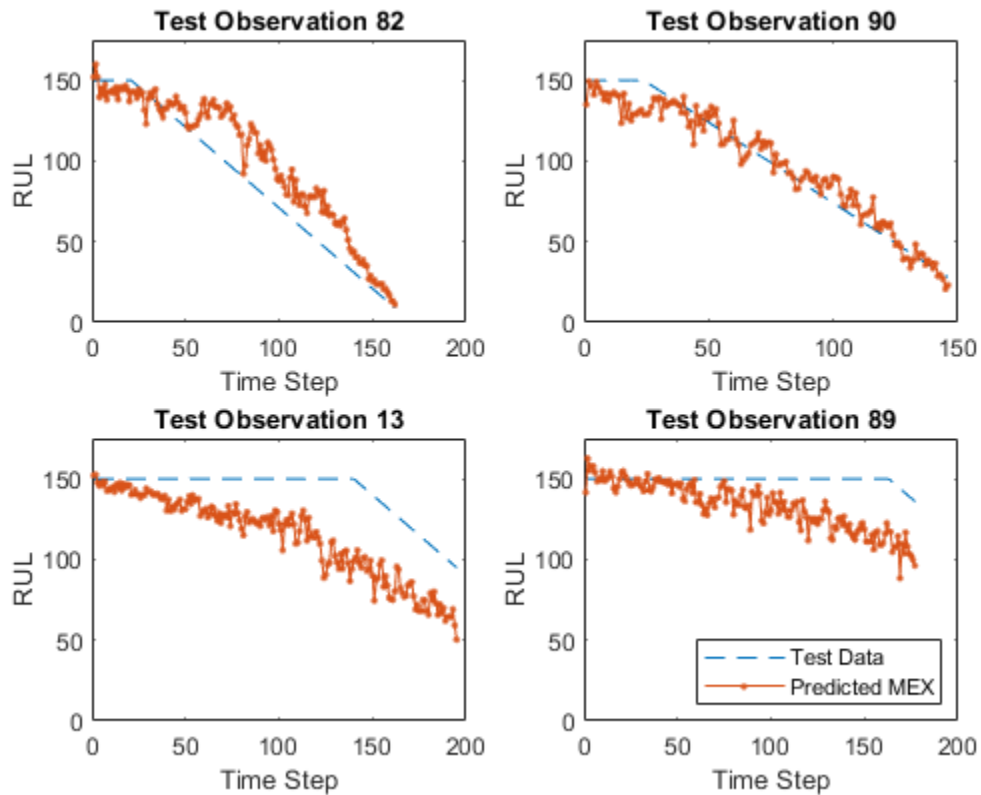 Test Observation 82
RUL
150
100
50
0
0 50 100 150 200
Time Step
Test Observation 90
RUL
150
100
50
0
0 50 100 150
Time Step
Test Observation 13
RUL
150
100
50
0
0 50 100 150 200
Time Step
Test Observation 89
RUL
150
100
50
0
0 50 100 150 200
Time Step
Test Data
Predicted MEX